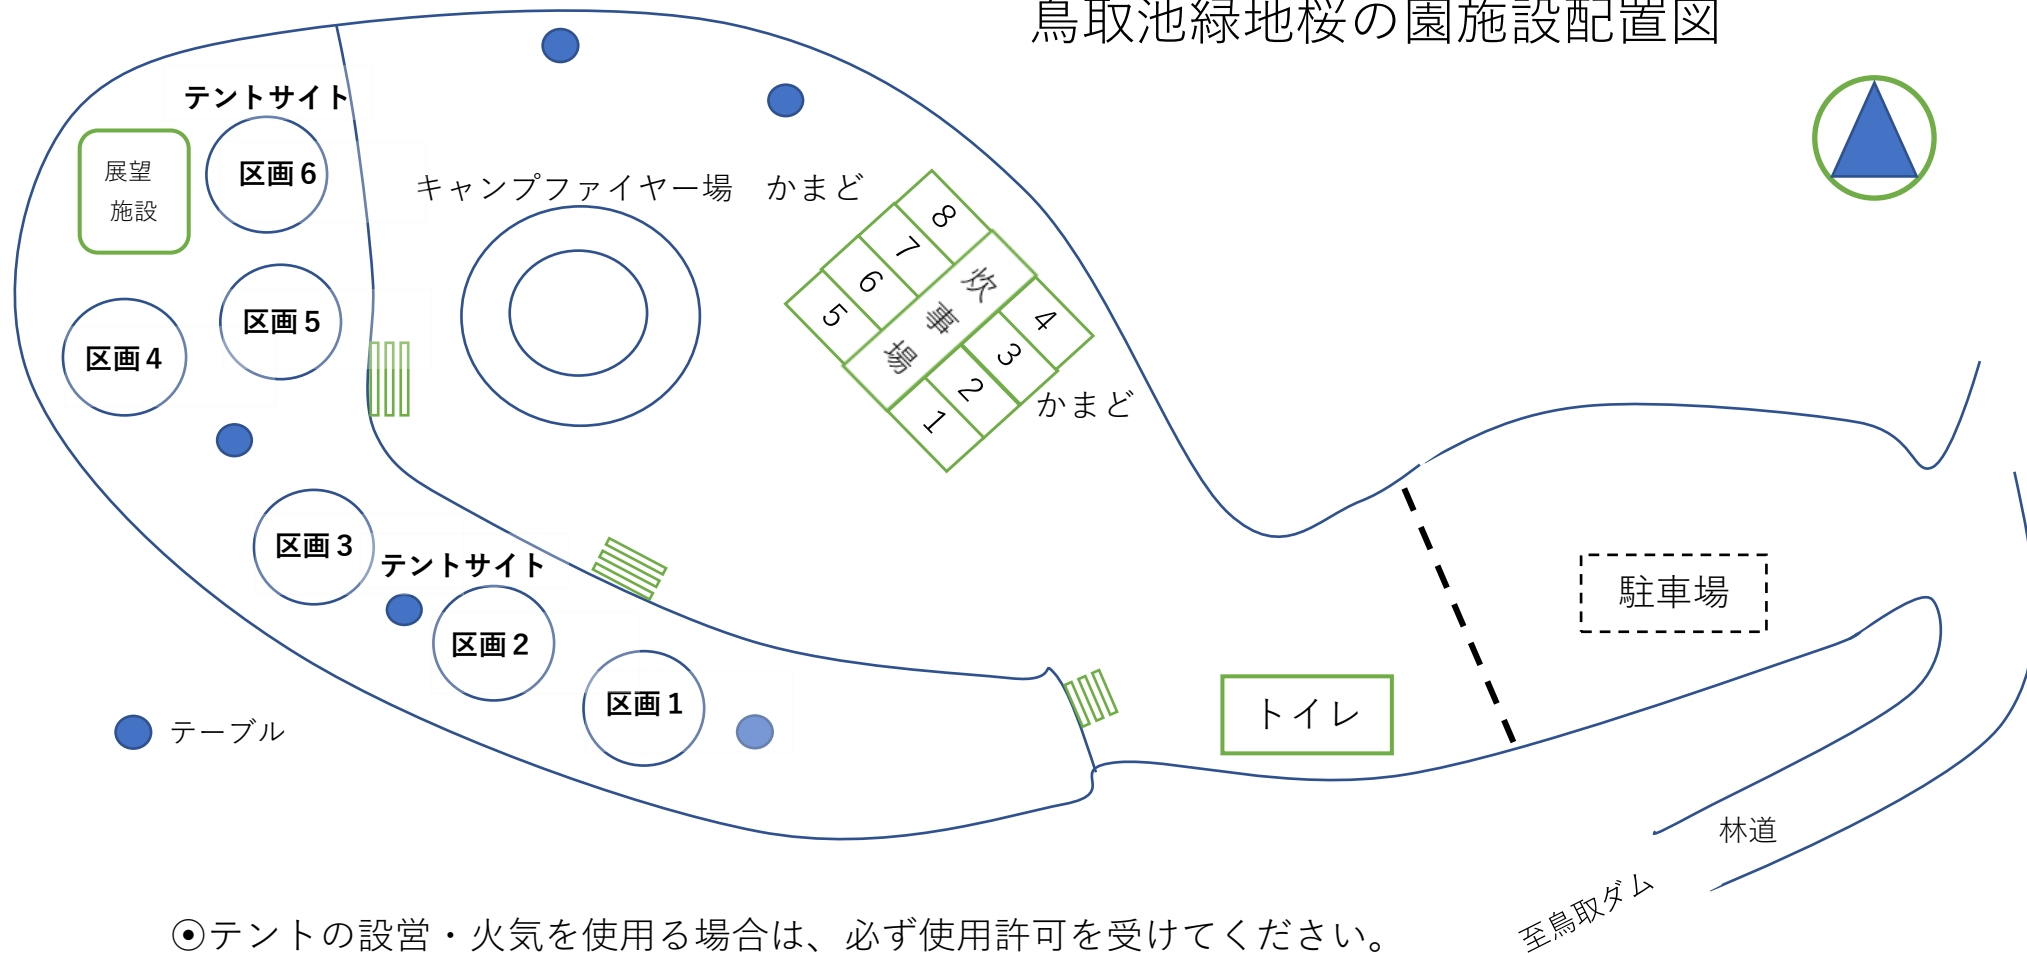 鳥取池緑地桜の園施設配置図
テントサイト
展望
施設
区画６
キャンプファイヤー場
かまど
8
7
6
5
炊
事
場
4
3
2
1
かまど
区画５
区画４
区画３
テントサイト
区画２
区画１
駐車場
トイレ
テーブル
林道
至鳥取ダム
⦿テントの設営・火気を使用る場合は、必ず使用許可を受けてください。